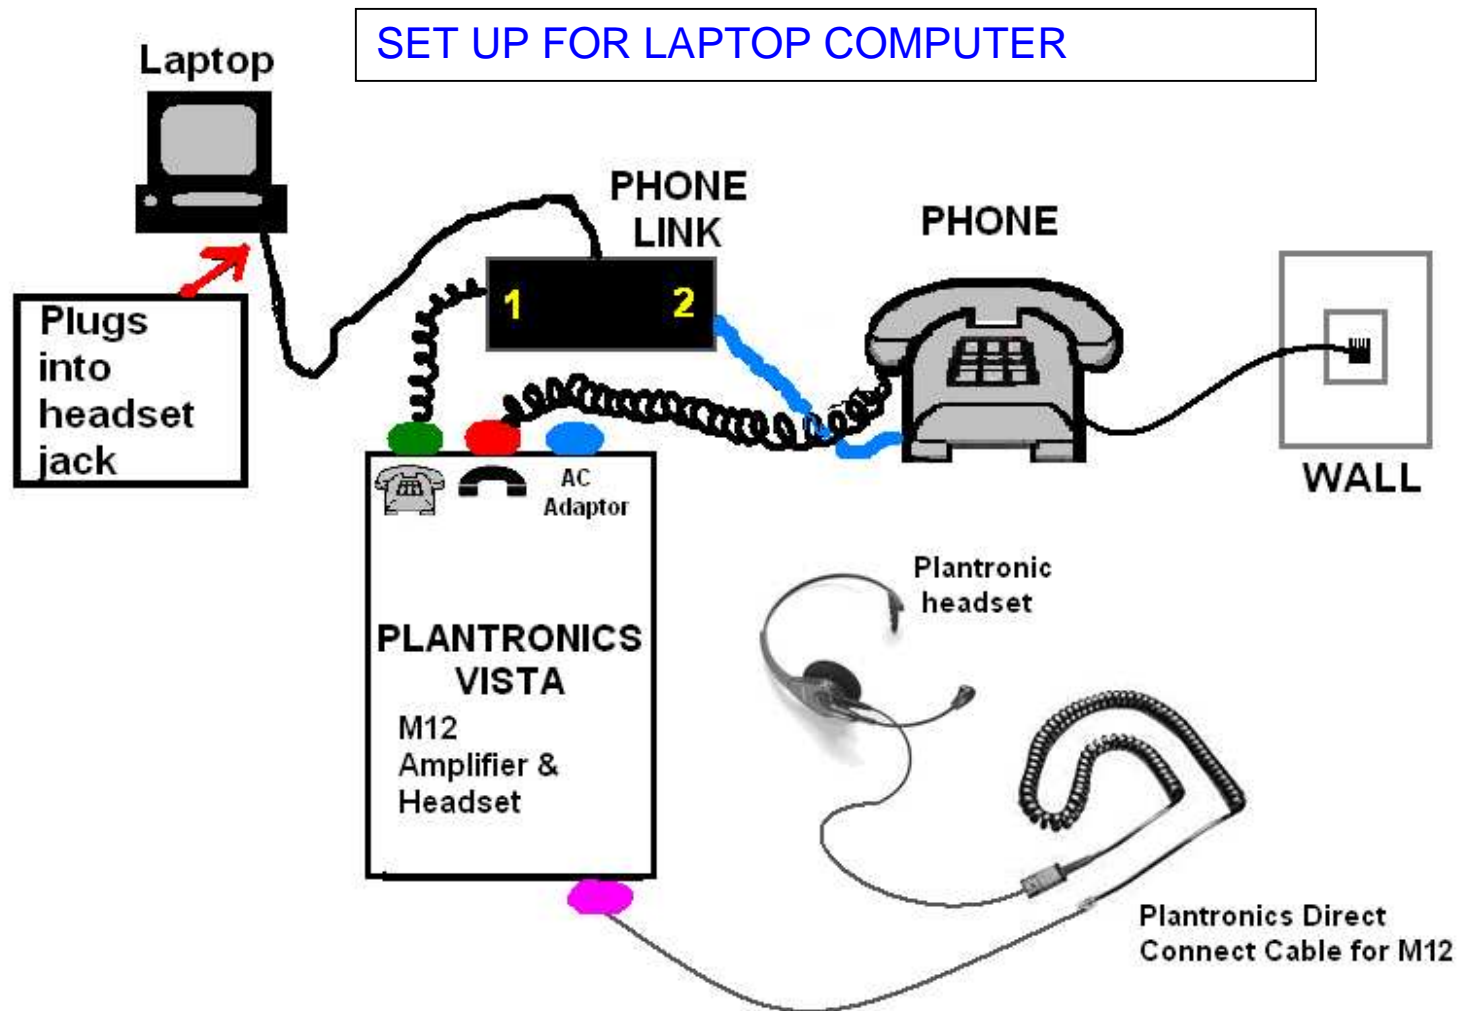 SET UP FOR LAPTOP COMPUTER
Laptop
PHONE
LINK
PHONE
1
2
Plugs
into
headset
jack
WALL
AC
Adaptor
PLANTRONICS
VISTA
M12
Amplifier &
Headset
Plantronic
headset
Plantronics Direct
Connect Cable for M12